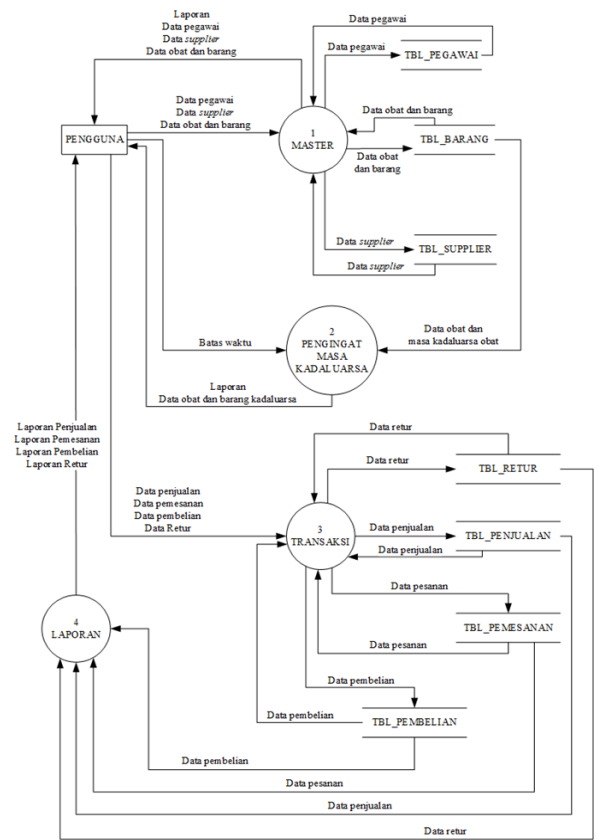 Laporan
Data pegawai
Data supplier
Data obat dan barang
Data pegawai
Data pegawai
TBL_PEGAWAI
Data pegawai
Data supplier
Data obat dan barang
PENGGUNA
1
MASTER
Data obat dan barang
TBL_BARANG
Data obat
dan barang
Data supplier
TBL_SUPPLIER
Data supplier
Batas waktu
2
PENGINGAT
MASA
KADALUARSA
Data obat dan
masa kadaluarsa obat
Laporan
Data obat dan barang kadaluarsa
Laporan Penjualan
Laporan Pemesanan
Laporan Pembelian
Laporan Retur
Data retur
Data retur
TBL_RETUR
Data penjualan
Data pemesanan
Data pembelian
Data Retur
3
TRANSAKSI
Data penjualan
TBL_PENJUALAN
Data penjualan
Data pesanan
TBL_PEMESANAN
Data pesanan
4
LAPORAN
Data pembelian
Data pembelian
TBL_PEMBELIAN
Data pembelian
Data pesanan
Data penjualan
Data retur